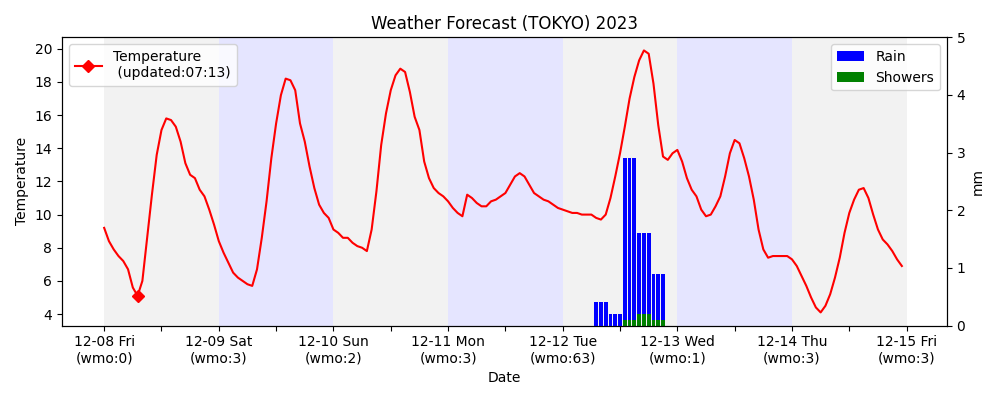 Weather Forecast (TOKYO) 2023
Temperature
(updated:07:13)
Rain
Showers
20
18
16
14
12
10
8
6
4
Temperature
5
4
3
2
1
0
mm
12-08 Fri
(wmo:0)
12-09 Sat
(wmo:3)
12-10 Sun
(wmo:2)
12-11 Mon
(wmo:3)
12-12 Tue
(wmo:63)
12-13 Wed
(wmo:1)
12-14 Thu
(wmo:3)
12-15 Fri
(wmo:3)
Date